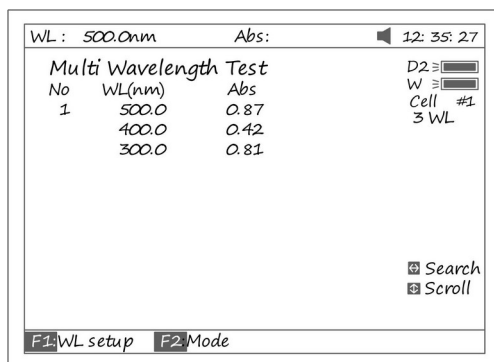 WL: 500.0nm Abs: 12:35:27
Multi Wavelength Test
No WL(nm) Abs
1 500.0 0.87
400.0 0.42
300.0 0.81
D2
W
Cell #1
3 WL
Search
Scroll
F1:WL setup F2:Mode